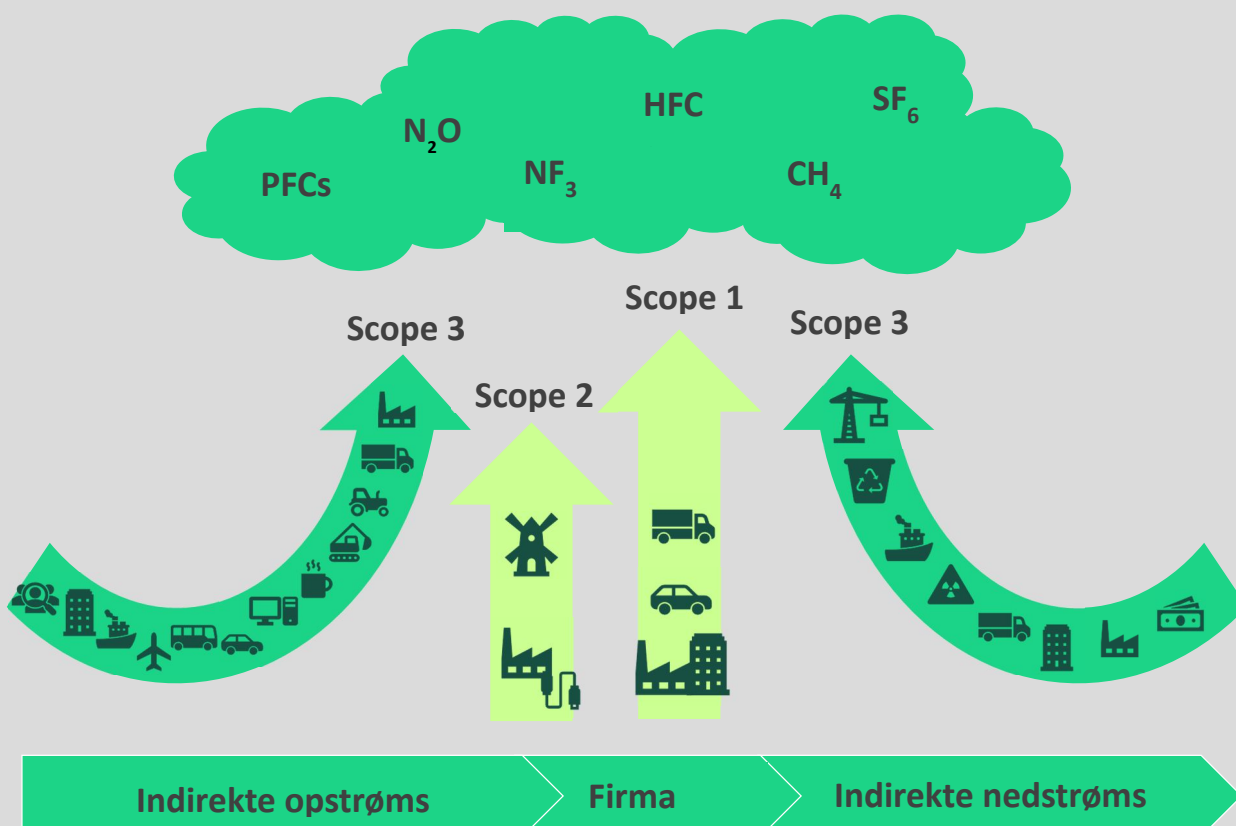 HFC
SF₆
N₂O
NF₃
CH₄
PFCs
Scope 1
Scope 3
Scope 3
Scope 2
Indirekte opstrøms
Firma
Indirekte nedstrøms